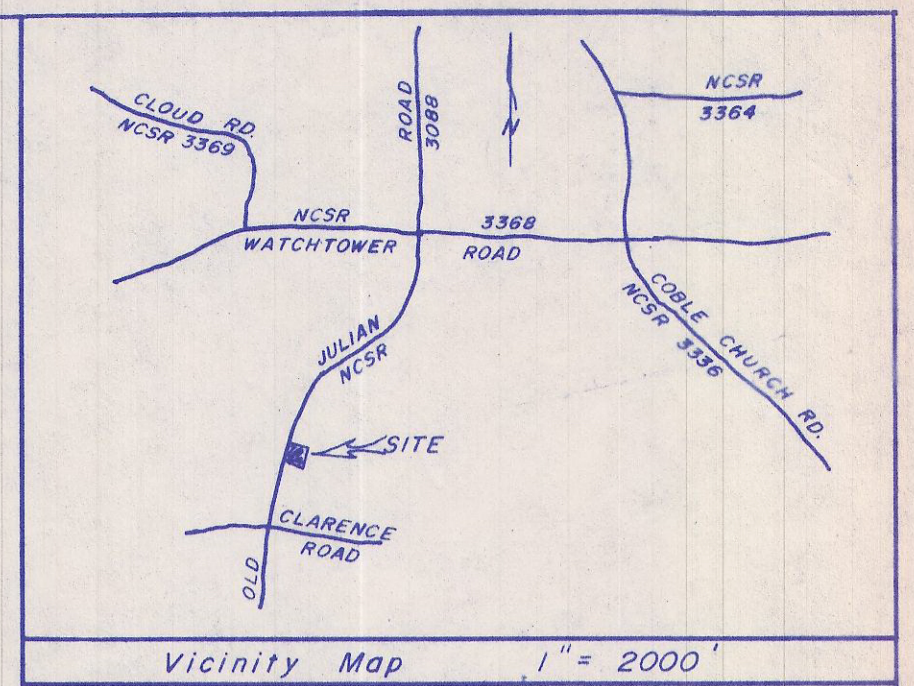 CLOUD RD.
NCSR 3369
ROAD
3088
N
NCSR
3364
NCSR 3368
WATCHTOWER ROAD
COBLE CHURCH RD.
NCSR 3336
JULIAN
NCSR
SITE
CLARENCE
ROAD
OLD
Vicinity Map 1" = 2000'